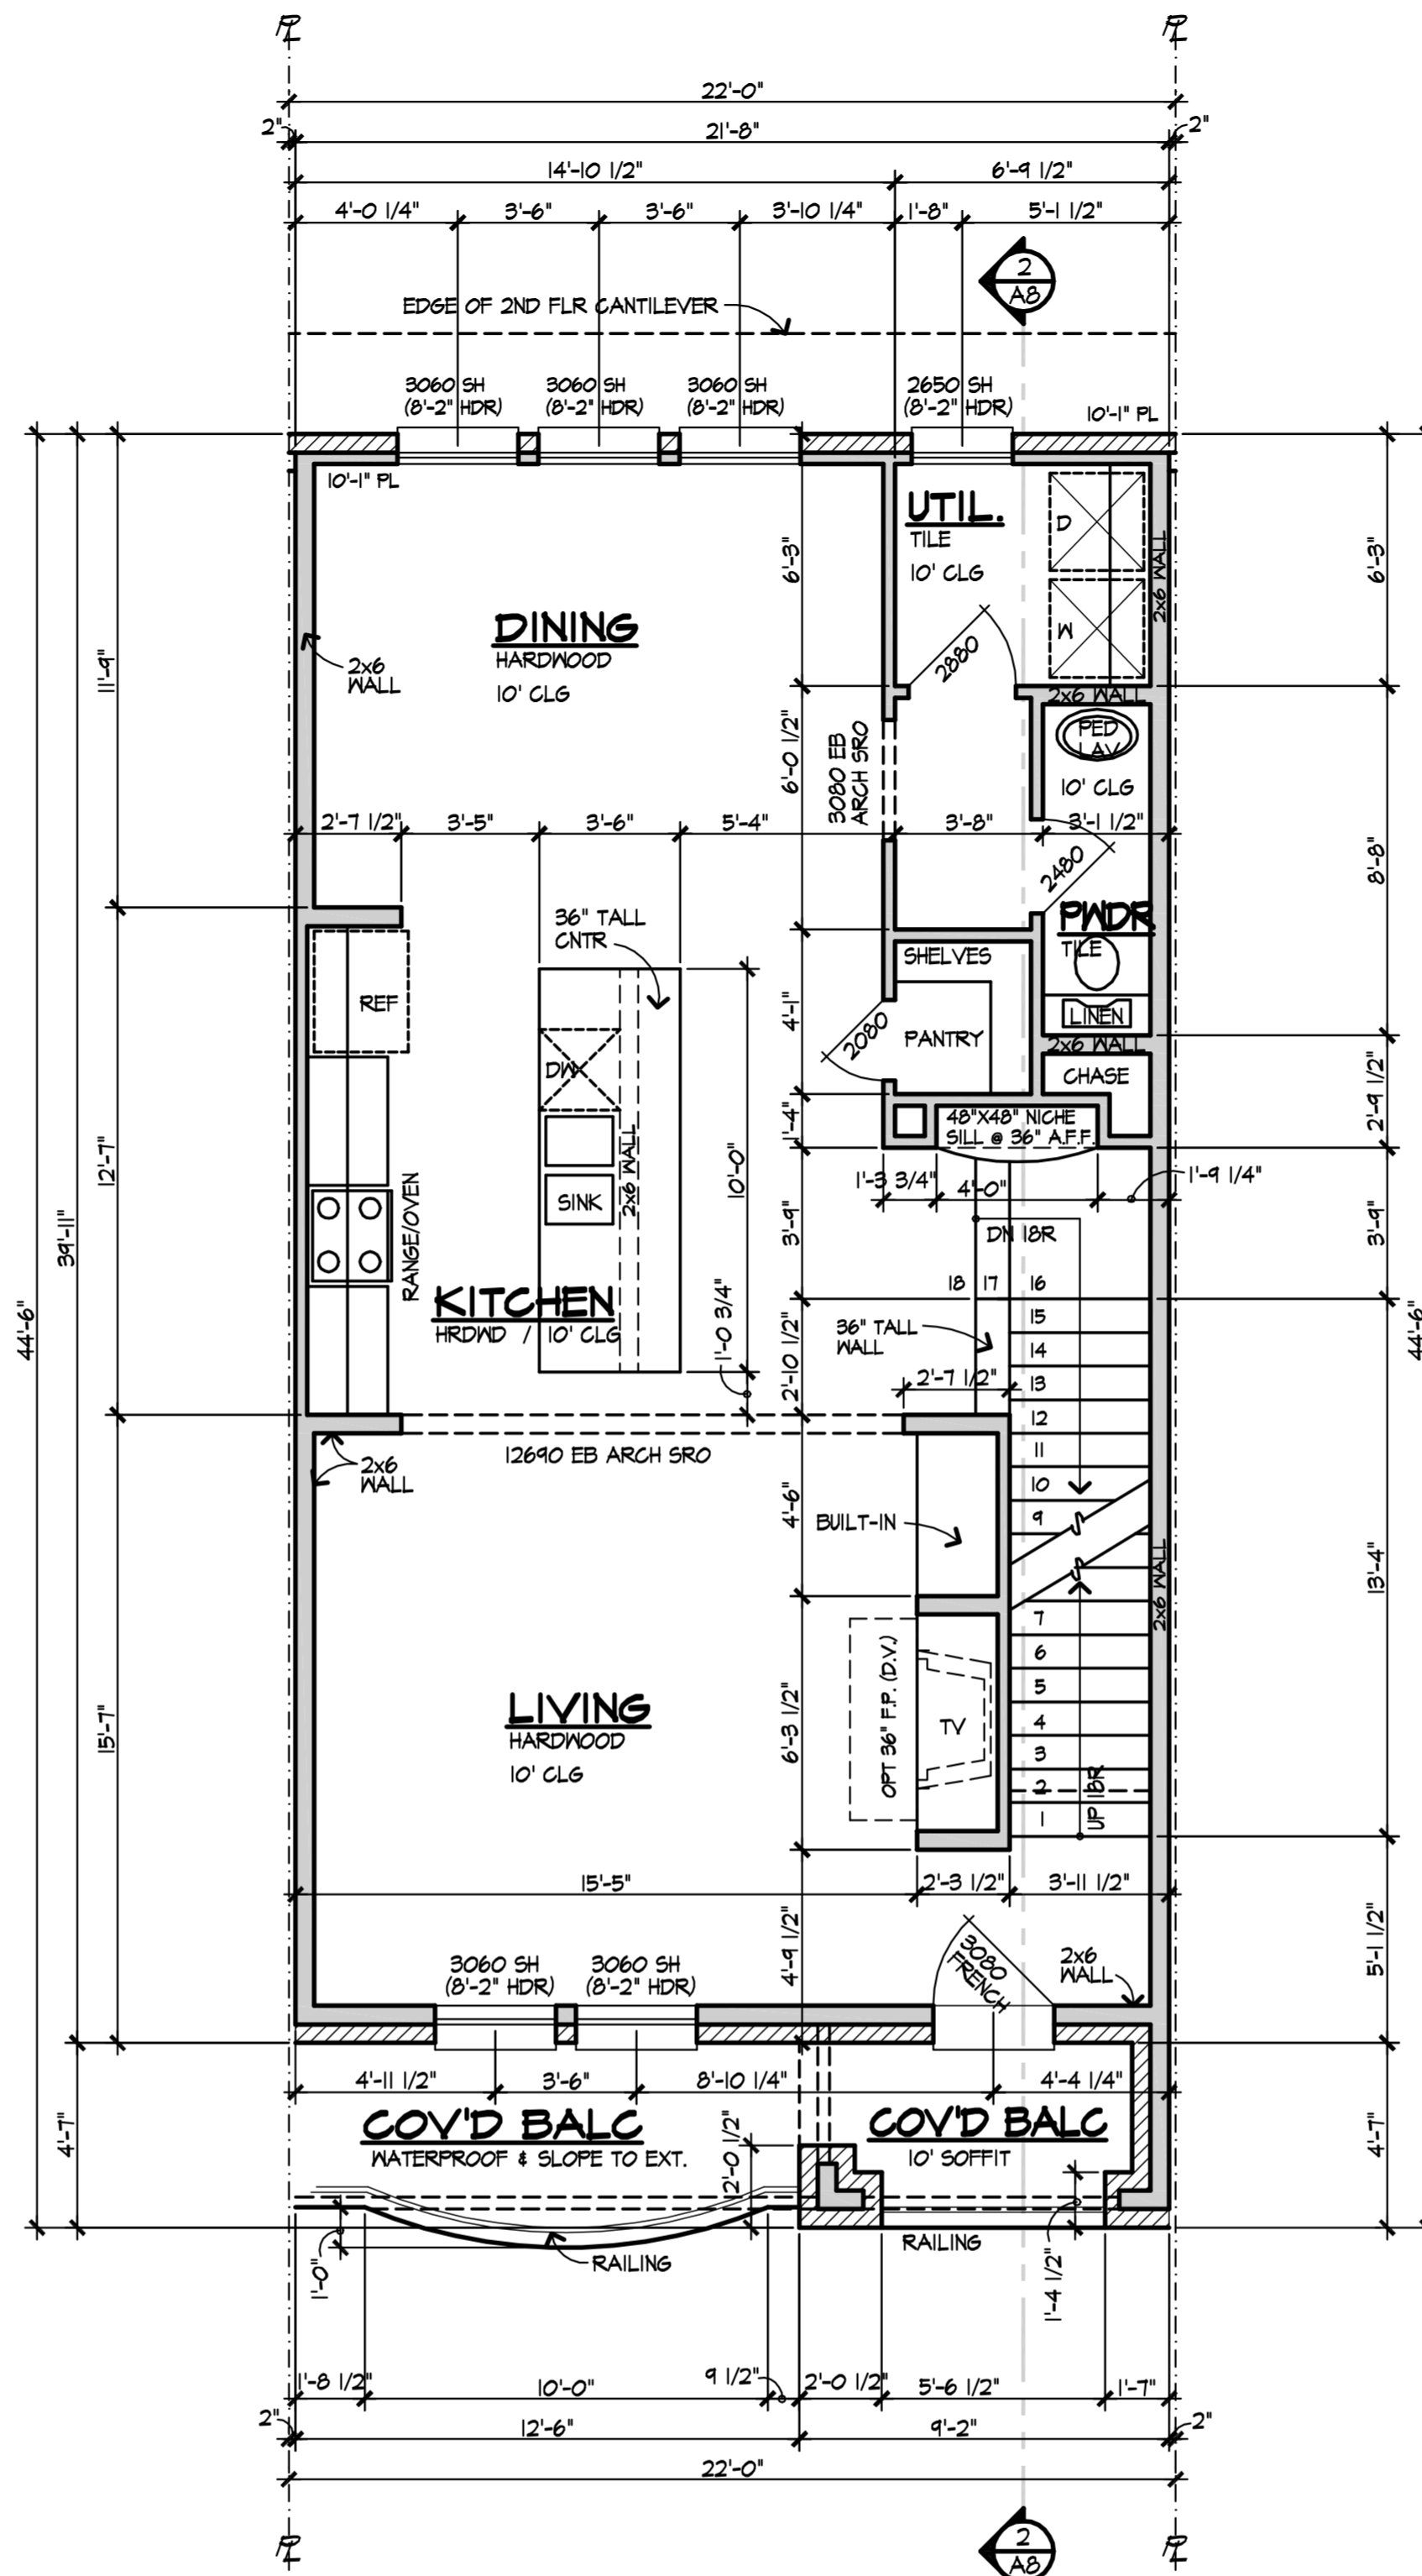 PL
PL
22'-0"
2"
21'-8"
2"
14'-10 1/2"
6'-9 1/2"
4'-0 1/4"
3'-6"
3'-6"
3'-10 1/4"
1'-8"
5'-1 1/2"
2
A8
EDGE OF 2ND FLR CANTILEVER
3060 SH
(8'-2" HDR)
3060 SH
(8'-2" HDR)
3060 SH
(8'-2" HDR)
2650 SH
(8'-2" HDR)
10'-1" PL
10'-1" PL
UTIL.
TILE
10' CLG
D
W
2x6 WALL
6'-3"
6'-3"
DINING
HARDWOOD
10' CLG
2x6
WALL
11'-9"
2880
2x6 WALL
PED
LAV
10' CLG
6'-0 1/2"
3080 EB
ARCH SRO
2'-7 1/2"
3'-5"
3'-6"
5'-4"
3'-8"
3'-1 1/2"
8'-8"
2480
PWDR
TILE
36" TALL
CNTR
SHELVES
REF
LINEN
4'-1"
2080
PANTRY
2x6 WALL
CHASE
DW
2'-9 1/2"
1'-4"
48"X48" NICHE
SILL @ 36" A.F.F.
12'-7"
10'-0"
2x6 WALL
SINK
RANGE/OVEN
39'-11"
44'-6"
44'-6"
1'-3 3/4"
4'-0"
1'-9 1/4"
3'-9"
3'-9"
DN 18R
18
17
16
15
14
13
12
11
10
9
KITCHEN
HRDWD / 10' CLG
1'-0 3/4"
2'-10 1/2"
36" TALL
WALL
2'-7 1/2"
12690 EB ARCH SRO
2x6
WALL
4'-6"
BUILT-IN
13'-4"
2x6 WALL
7
6
5
4
3
2
1
UP 18R
15'-7"
LIVING
HARDWOOD
10' CLG
6'-3 1/2"
OPT 36" F.P. (D.V.)
TV
15'-5"
2'-3 1/2"
3'-11 1/2"
4'-9 1/2"
5'-1 1/2"
3060 SH
(8'-2" HDR)
3060 SH
(8'-2" HDR)
3080
FRENCH
2x6
WALL
4'-11 1/2"
3'-6"
8'-10 1/4"
4'-4 1/4"
4'-7"
4'-7"
COV'D BALC
WATERPROOF & SLOPE TO EXT.
2'-0 1/2"
COV'D BALC
10' SOFFIT
1'-0"
RAILING
RAILING
1'-4 1/2"
1'-8 1/2"
10'-0"
9 1/2"
2'-0 1/2"
5'-6 1/2"
1'-7"
2"
12'-6"
9'-2"
2"
22'-0"
PL
2
A8
PL